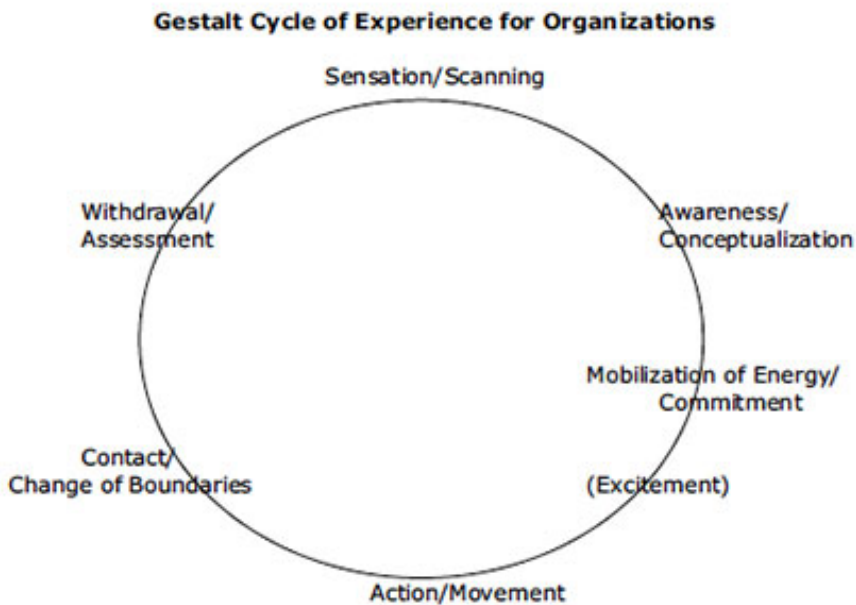 Gestalt Cycle of Experience for Organizations
Sensation/Scanning
Awareness/
Conceptualization
Mobilization of Energy/
Commitment
(Excitement)
Action/Movement
Contact/
Change of Boundaries
Withdrawal/
Assessment